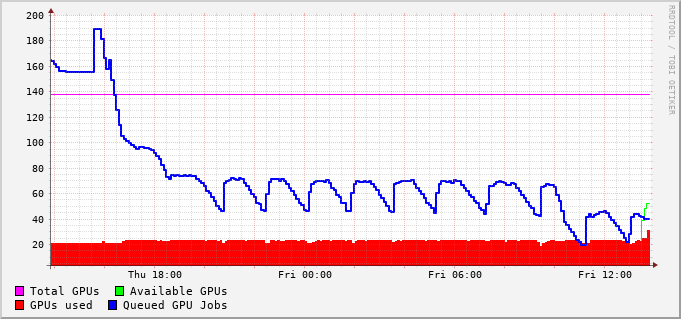 200
180
160
140
120
100
80
60
40
20
Thu 18:00 Fri 00:00 Fri 06:00 Fri 12:00
Total GPUs Available GPUs
GPUs used Queued GPU Jobs
RRDTOOL / TOBI OETIKER